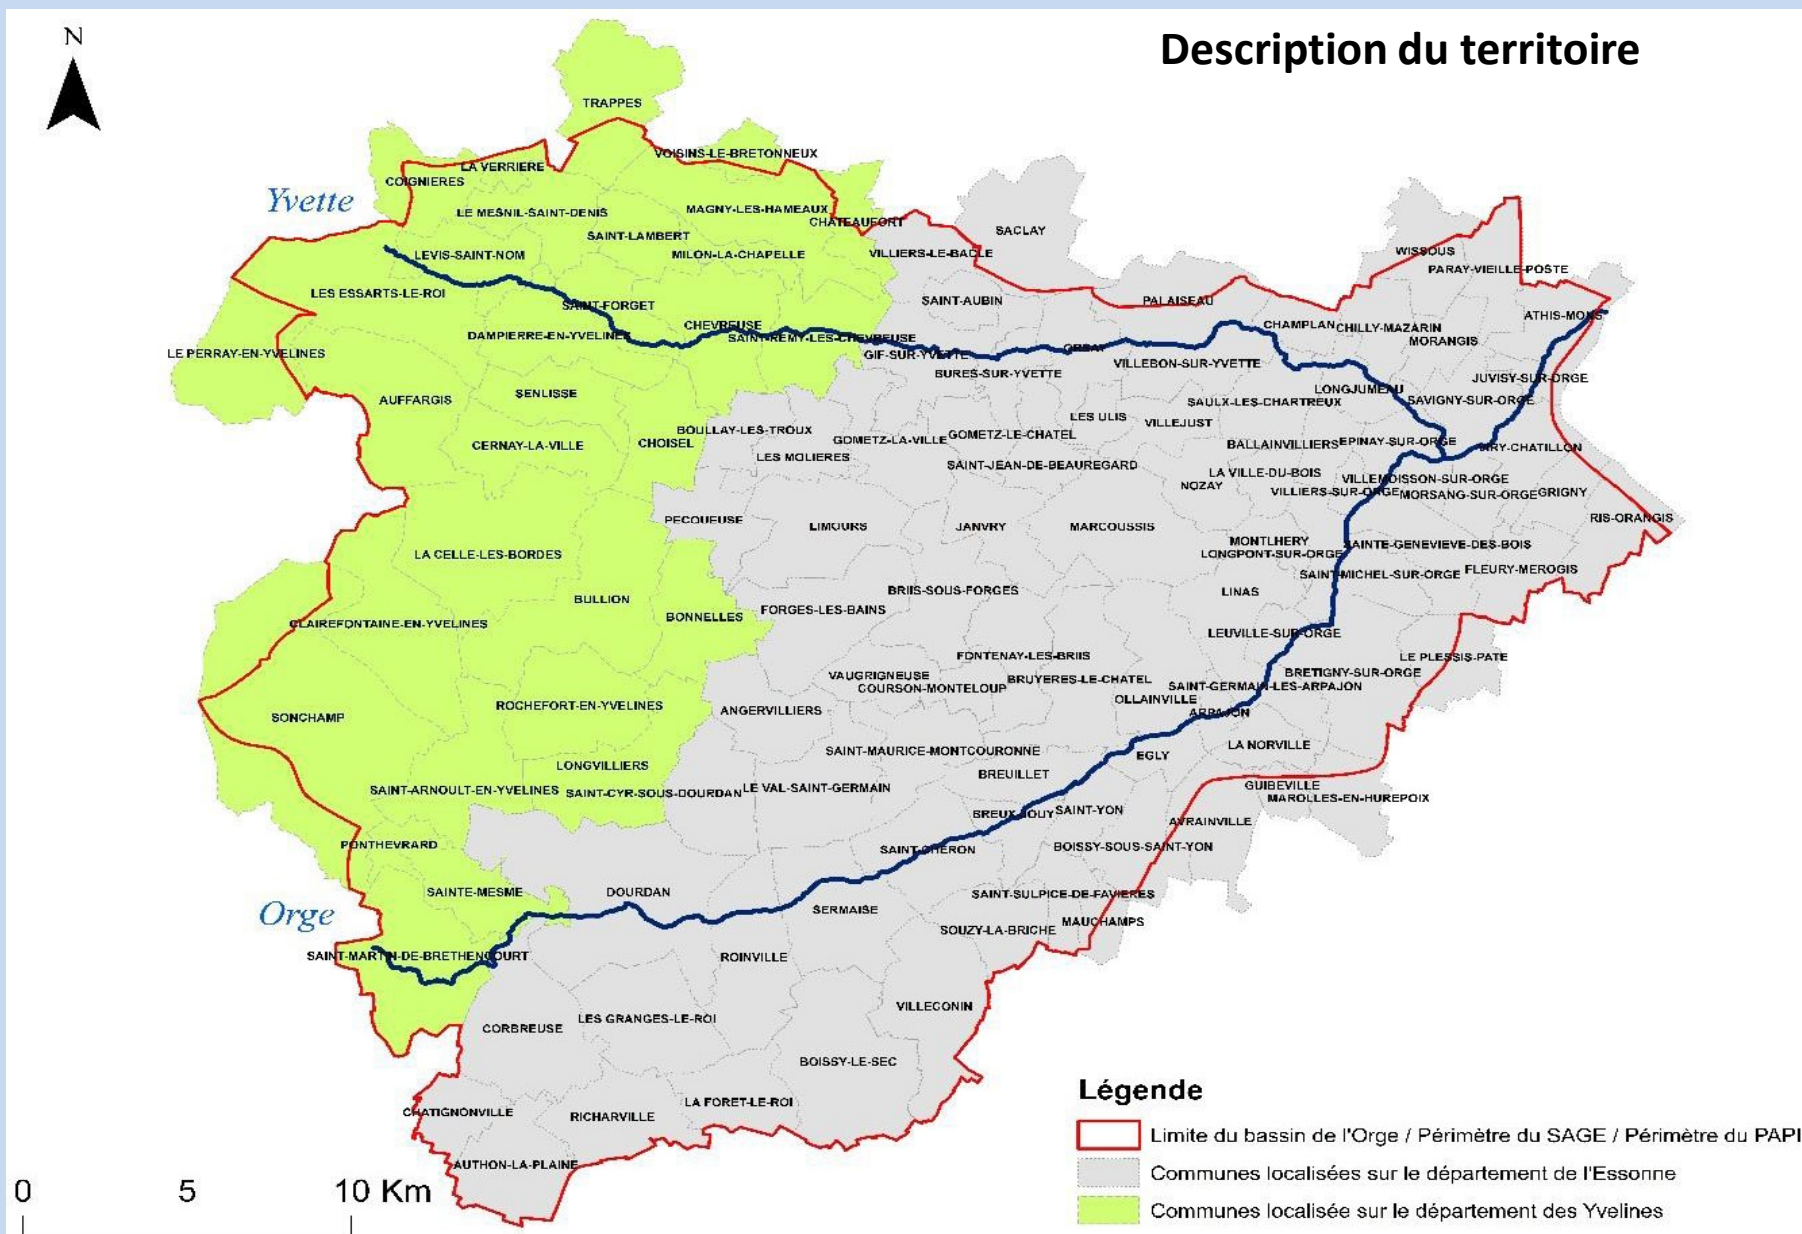 Description du territoire
N
TRAPPES
VOISINS-LE-BRETONNEUX
LA VERRIERE
COIGNIERES
Yvette
LE MESNIL-SAINT-DENIS
MAGNY-LES-HAMEAUX
CHATEAUFORT
SAINT-LAMBERT
SACLAY
LEVIS-SAINT-NOM
MILON-LA-CHAPELLE
VILLIERS-LE-BACLE
WISSOUS
PARAY-VIEILLE-POSTE
LES ESSARTS-LE-ROI
SAINT-FORGET
SAINT-AUBIN
PALAISEAU
ATHIS-MONS
CHEVREUSE
CHAMPLAN
CHILLY-MAZARIN
DAMPIERRE-EN-YVELINES
SAINT-REMY-LES-CHEVREUSE
MORANGIS
LE PERRAY-EN-YVELINES
GIF-SUR-YVETTE
ORSAY
BURES-SUR-YVETTE
VILLEBON-SUR-YVETTE
JUVISY-SUR-ORGE
LONGJUMEAU
AUFFARGIS
SENLISSE
SAULX-LES-CHARTREUX
SAVIGNY-SUR-ORGE
LES ULIS
VILLEJUST
BOULLAY-LES-TROUX
CERNAY-LA-VILLE
CHOISEL
GOMETZ-LA-VILLE
GOMETZ-LE-CHATEL
BALLAINVILLIERS
EPINAY-SUR-ORGE
VIRY-CHATILLON
LES MOLIERES
SAINT-JEAN-DE-BEAUREGARD
LA VILLE-DU-BOIS
NOZAY
VILLEMOISSON-SUR-ORGE
VILLIERS-SUR-ORGE
MORSANG-SUR-ORGE
GRIGNY
PECQUEUSE
LIMOURS
JANVRY
MARCOUSSIS
RIS-ORANGIS
LA CELLE-LES-BORDES
MONTLHERY
LONGPONT-SUR-ORGE
SAINTE-GENEVIEVE-DES-BOIS
SAINT-MICHEL-SUR-ORGE
FLEURY-MEROGIS
BULLION
BRIIS-SOUS-FORGES
LINAS
BONNELLES
FORGES-LES-BAINS
CLAIREFONTAINE-EN-YVELINES
LEUVILLE-SUR-ORGE
FONTENAY-LES-BRIIS
LE PLESSIS-PATE
VAUGRIGNEUSE
BRUYERES-LE-CHATEL
BRETIGNY-SUR-ORGE
COURSON-MONTELOUP
SAINT-GERMAIN-LES-ARPAJON
ROCHEFORT-EN-YVELINES
ANGERVILLIERS
OLLAINVILLE
ARPAJON
SONCHAMP
SAINT-MAURICE-MONTCOURONNE
LA NORVILLE
EGLY
LONGVILLIERS
BREUILLET
SAINT-ARNOULT-EN-YVELINES
SAINT-CYR-SOUS-DOURDAN
LE VAL-SAINT-GERMAIN
GUIBEVILLE
MAROLLES-EN-HUREPOIX
BREUX-JOUY
SAINT-YON
AVRAINVILLE
PONTHEVRARD
SAINT-CHERON
BOISSY-SOUS-SAINT-YON
SAINTE-MESME
DOURDAN
SAINT-SULPICE-DE-FAVIERES
Orge
SERMAISE
MAUCHAMPS
SOUZY-LA-BRICHE
SAINT-MARTIN-DE-BRETHENCOURT
ROINVILLE
VILLECONIN
CORBREUSE
LES GRANGES-LE-ROI
BOISSY-LE-SEC
CHATIGNONVILLE
RICHARVILLE
LA FORET-LE-ROI
AUTHON-LA-PLAINE
0 5 10 Km
Légende
Limite du bassin de l'Orge / Périmètre du SAGE / Périmètre du PAPI
Communes localisées sur le département de l'Essonne
Communes localisée sur le département des Yvelines